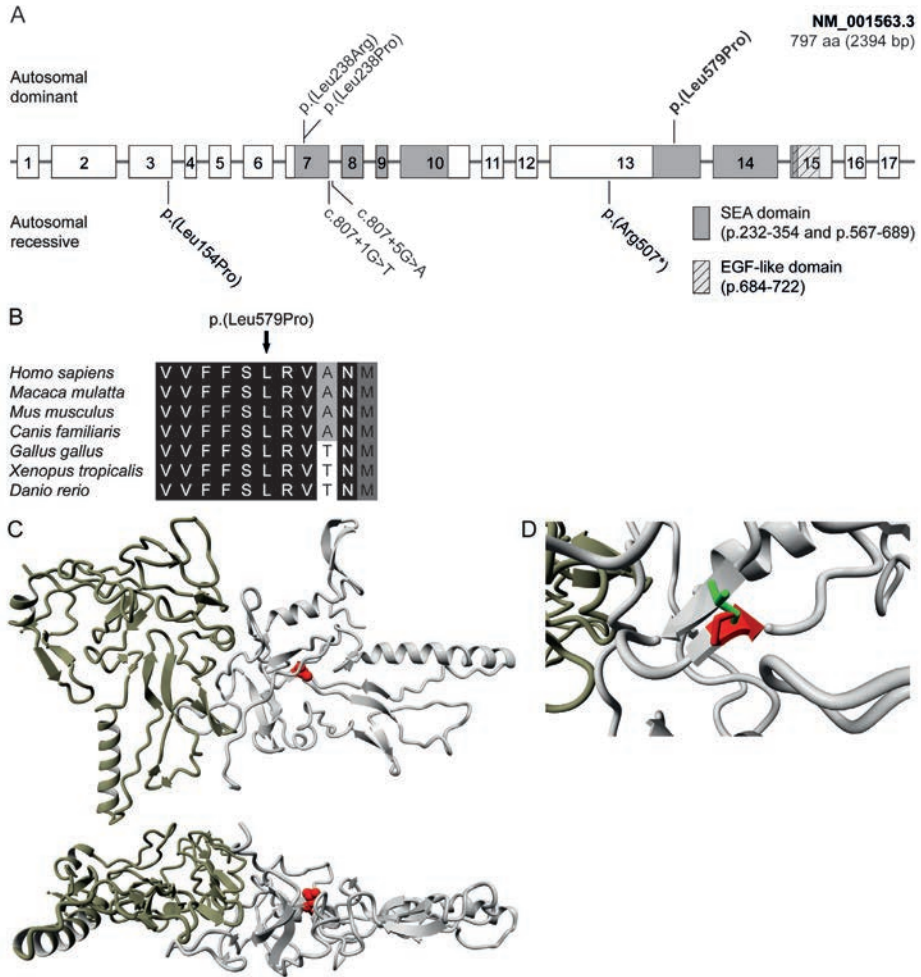 A
NM_001563.3
797 aa (2394 bp)
Autosomal
dominant
p.(Leu238Arg)
p.(Leu238Pro)
p.(Leu579Pro)
1 2 3 4 5 6 7 8 9 10 11 12 13 14 15 16 17
Autosomal
recessive
p.(Leu154Pro)
c.807+1G>T
c.807+5G>A
p.(Arg507*)
SEA domain
(p.232-354 and p.567-689)
EGF-like domain
(p.684-722)
B
p.(Leu579Pro)
Homo sapiens V V F F S L R V A N M
Macaca mulatta V V F F S L R V A N M
Mus musculus V V F F S L R V A N M
Canis familiaris V V F F S L R V A N M
Gallus gallus V V F F S L R V T N M
Xenopus tropicalis V V F F S L R V T N M
Danio rerio V V F F S L R V T N M
C
D